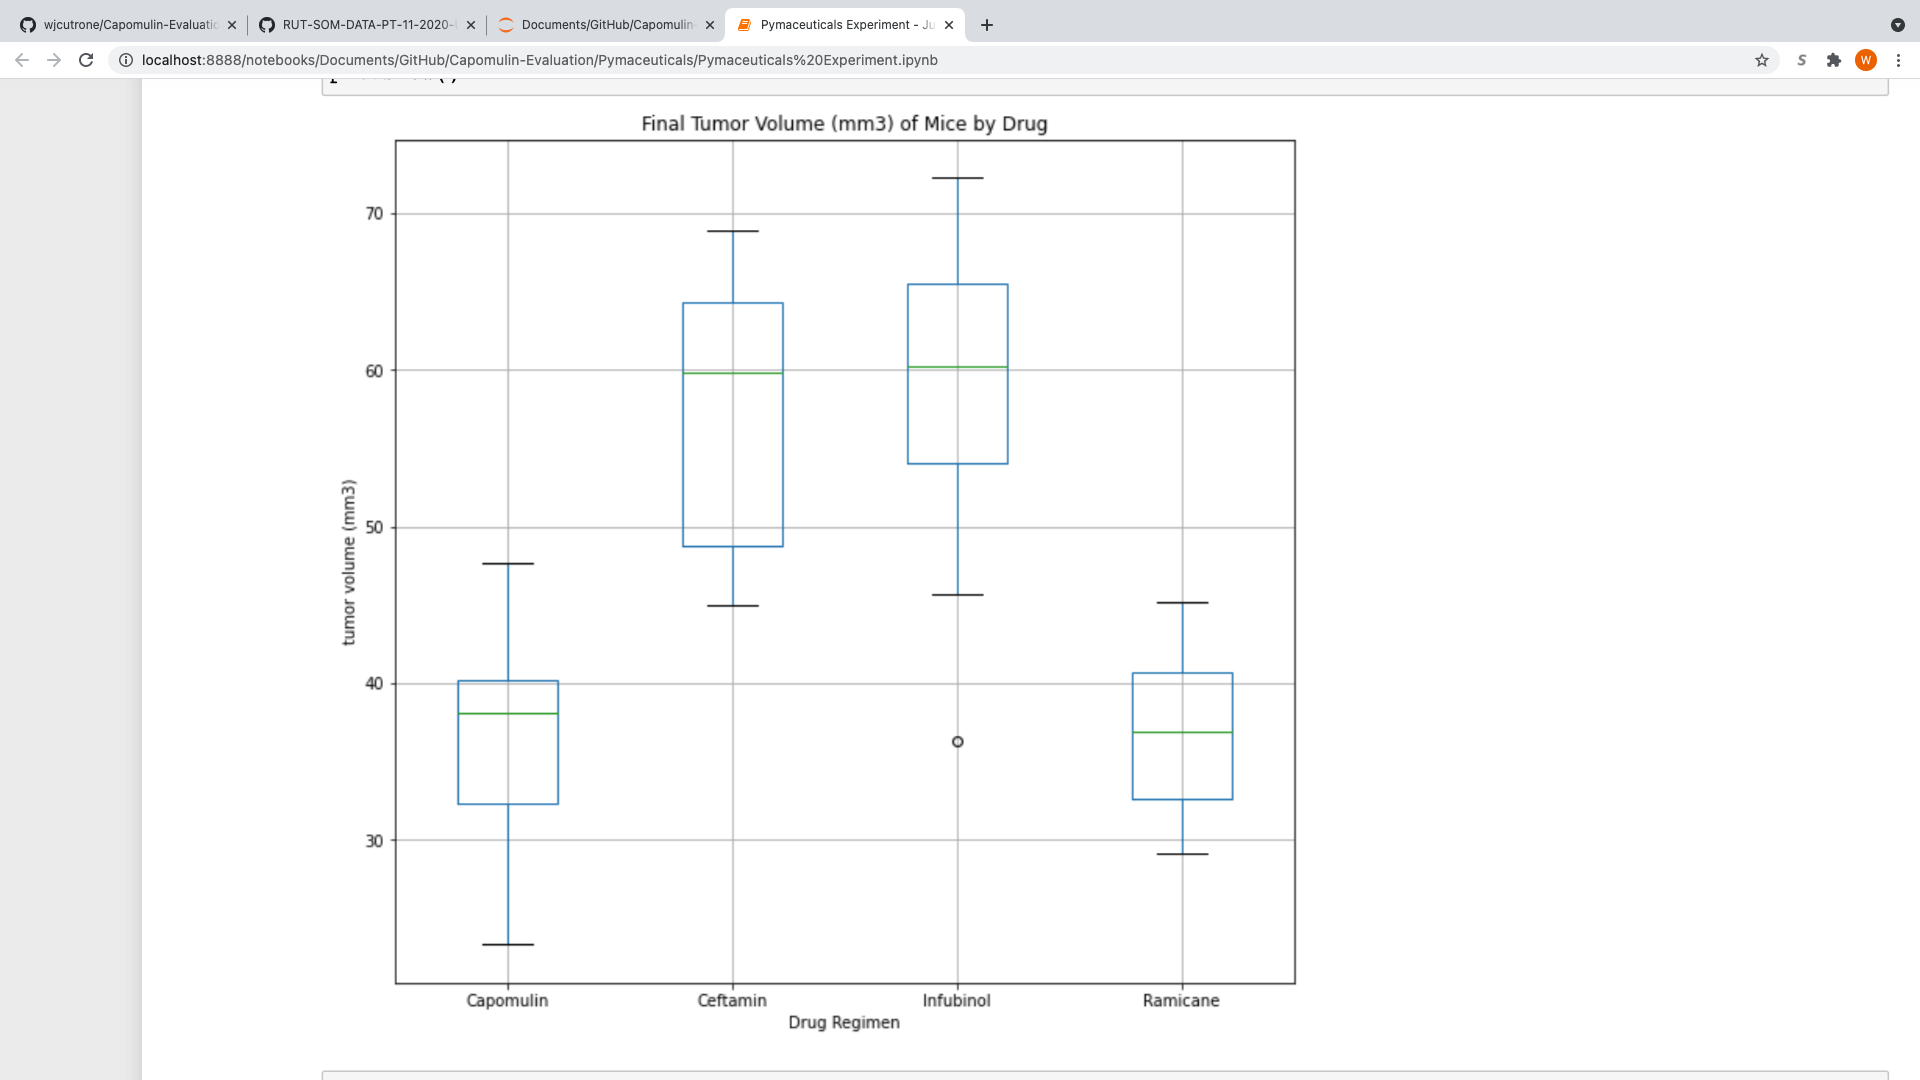 wjcutrone/Capomulin-Evaluatio
RUT-SOM-DATA-PT-11-2020-
Documents/GitHub/Capomulin-
Pymaceuticals Experiment - Ju
localhost:8888/notebooks/Documents/GitHub/Capomulin-Evaluation/Pymaceuticals/Pymaceuticals%20Experiment.ipynb
S
W
Final Tumor Volume (mm3) of Mice by Drug
70
60
50
40
30
tumor volume (mm3)
Capomulin Ceftamin Infubinol Ramicane
Drug Regimen